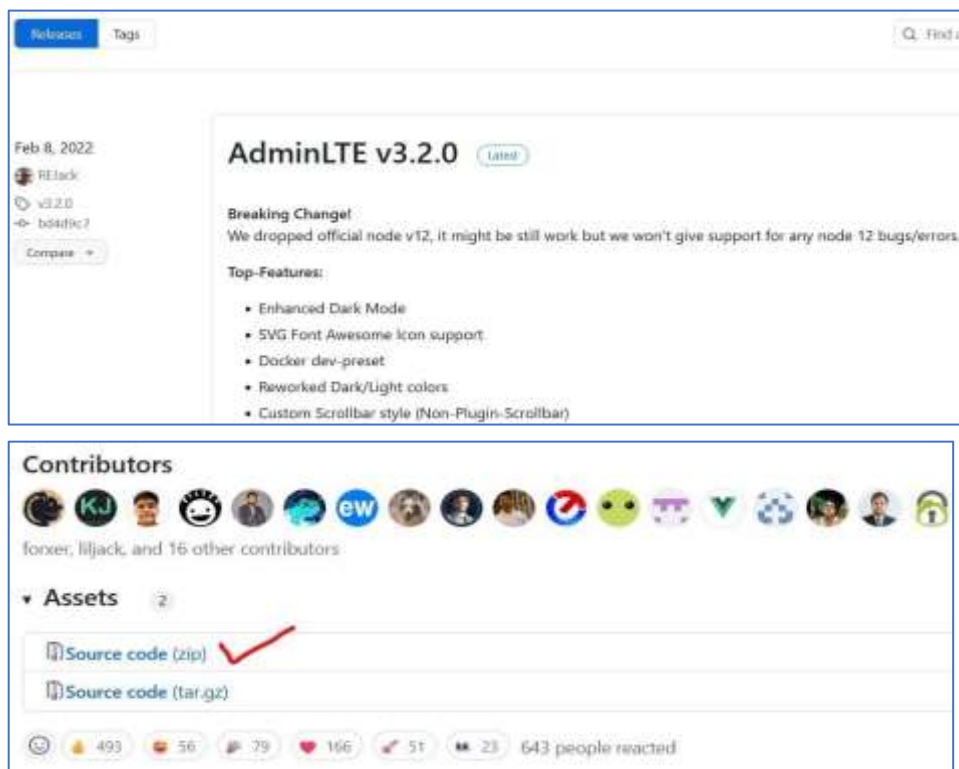 Releases Tags Find a
Feb 8, 2022
REJack
v3.2.0
bd4d9c7
Compare
AdminLTE v3.2.0 Latest
Breaking Change!
We dropped official node v12, it might be still work but we won't give support for any node 12 bugs/errors.
Top-Features:
• Enhanced Dark Mode
• SVG Font Awesome Icon support
• Docker dev-preset
• Reworked Dark/Light colors
• Custom Scrollbar style (Non-Plugin-Scrollbar)
Contributors
KJ ew
forxer, liljack, and 16 other contributors
Assets 2
Source code (zip)
Source code (tar.gz)
493 56 79 166 51 23 643 people reacted